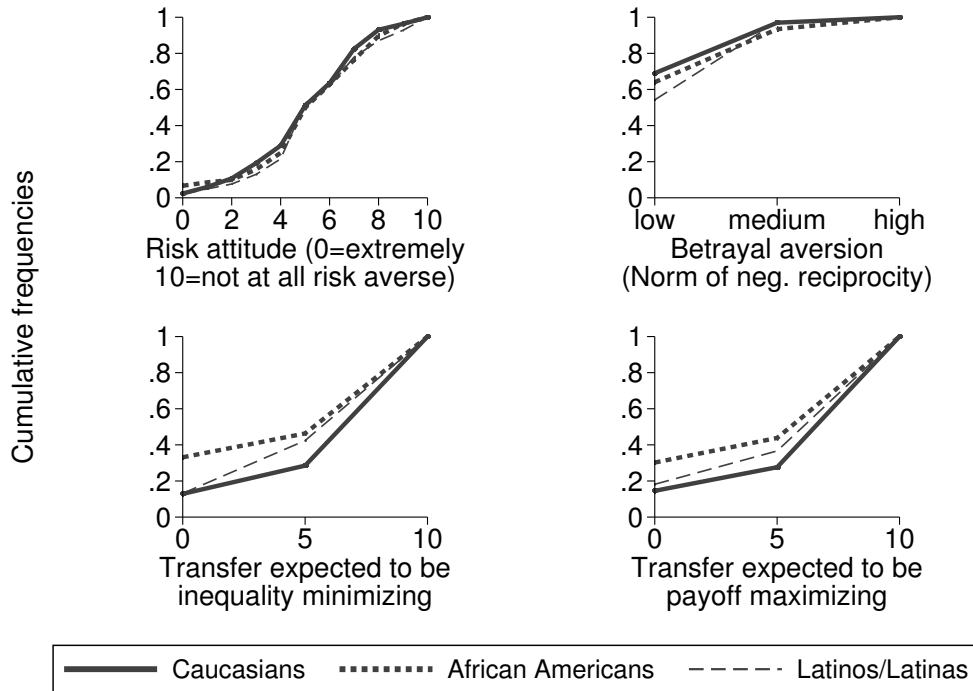 Cumulative frequencies
1
.8
.6
.4
.2
0
0 2 4 6 8 10
Risk attitude (0=extremely
10=not at all risk averse)
1
.8
.6
.4
.2
0
low medium high
Betrayal aversion
(Norm of neg. reciprocity)
1
.8
.6
.4
.2
0
0 5 10
Transfer expected to be
inequality minimizing
1
.8
.6
.4
.2
0
0 5 10
Transfer expected to be
payoff maximizing
Caucasians African Americans Latinos/Latinas